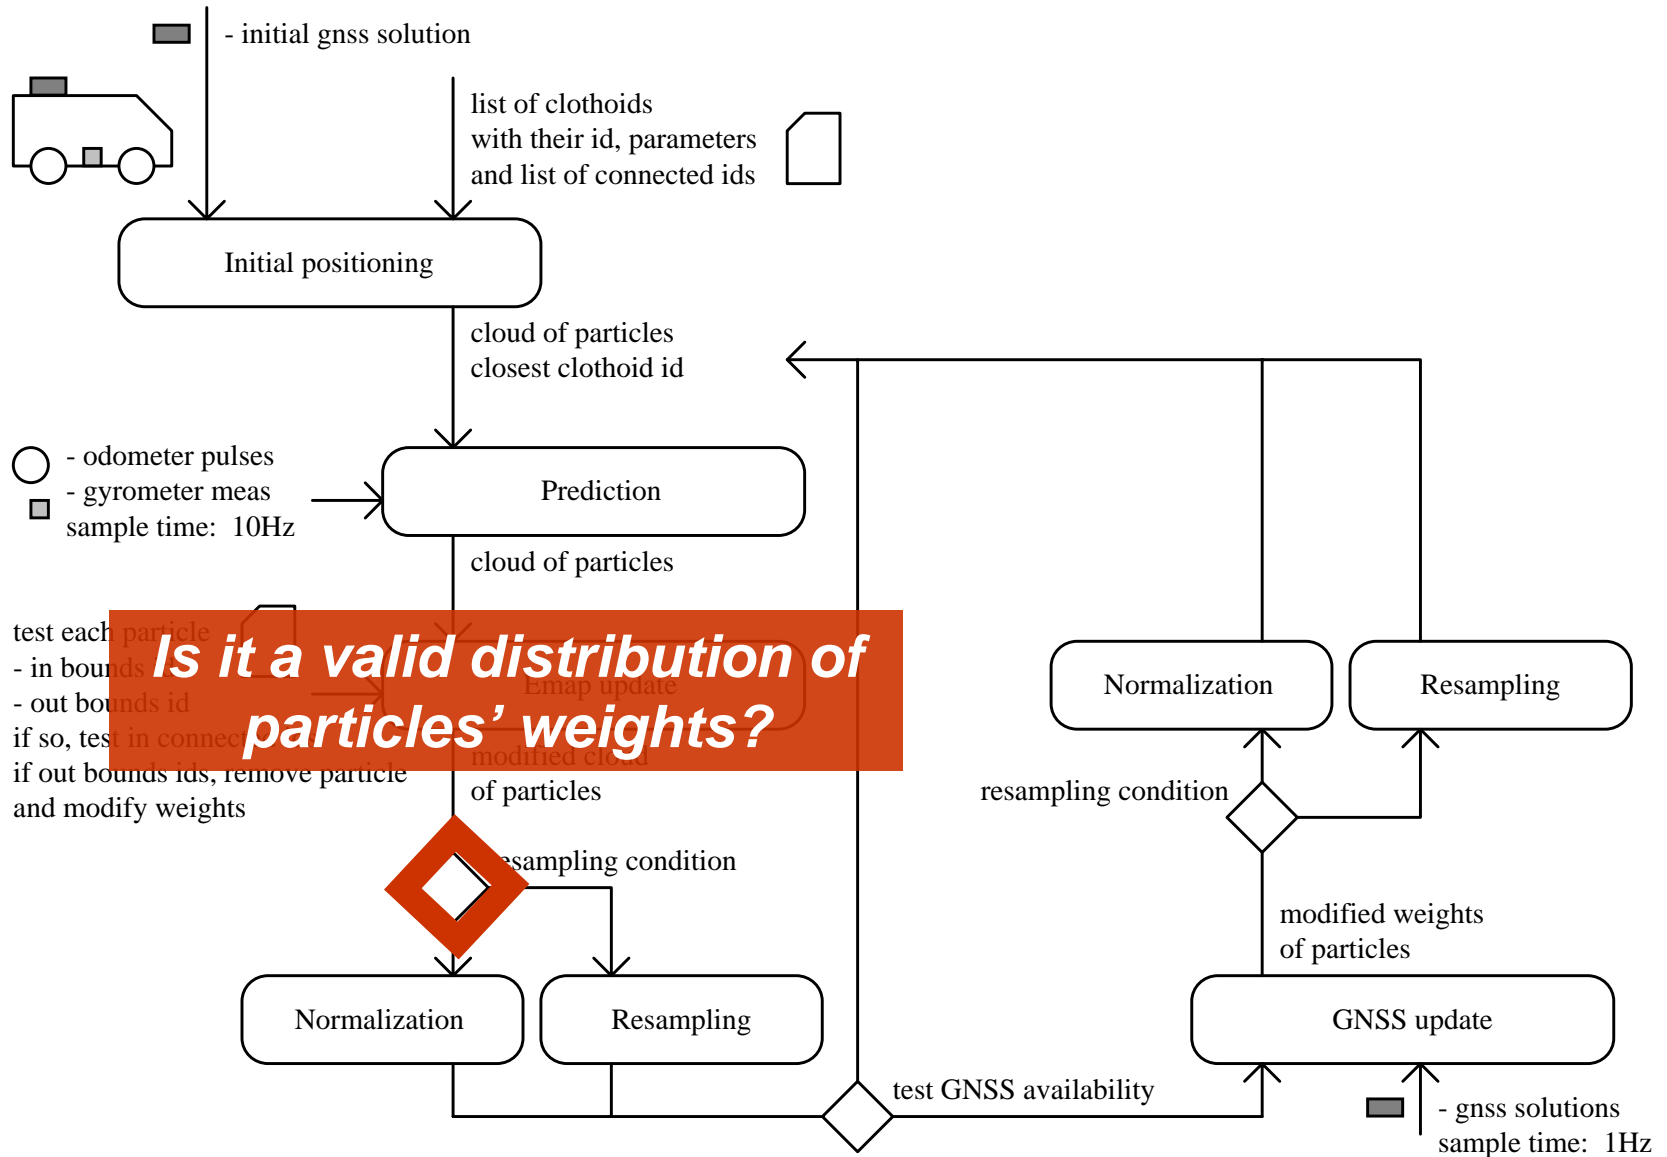 - initial gnss solution
list of clothoids
with their id, parameters
and list of connected ids
Initial positioning
cloud of particles
closest clothoid id
- odometer pulses
- gyrometer meas
sample time: 10Hz
Prediction
cloud of particles
test each particle
- in bounds id
- out bounds id
if so, test in connected
if out bounds ids, remove particle
and modify weights
Is it a valid distribution of
particles’ weights?
Emap update
modified cloud
of particles
resampling condition
Normalization
Resampling
test GNSS availability
Normalization
Resampling
resampling condition
modified weights
of particles
GNSS update
- gnss solutions
sample time: 1Hz